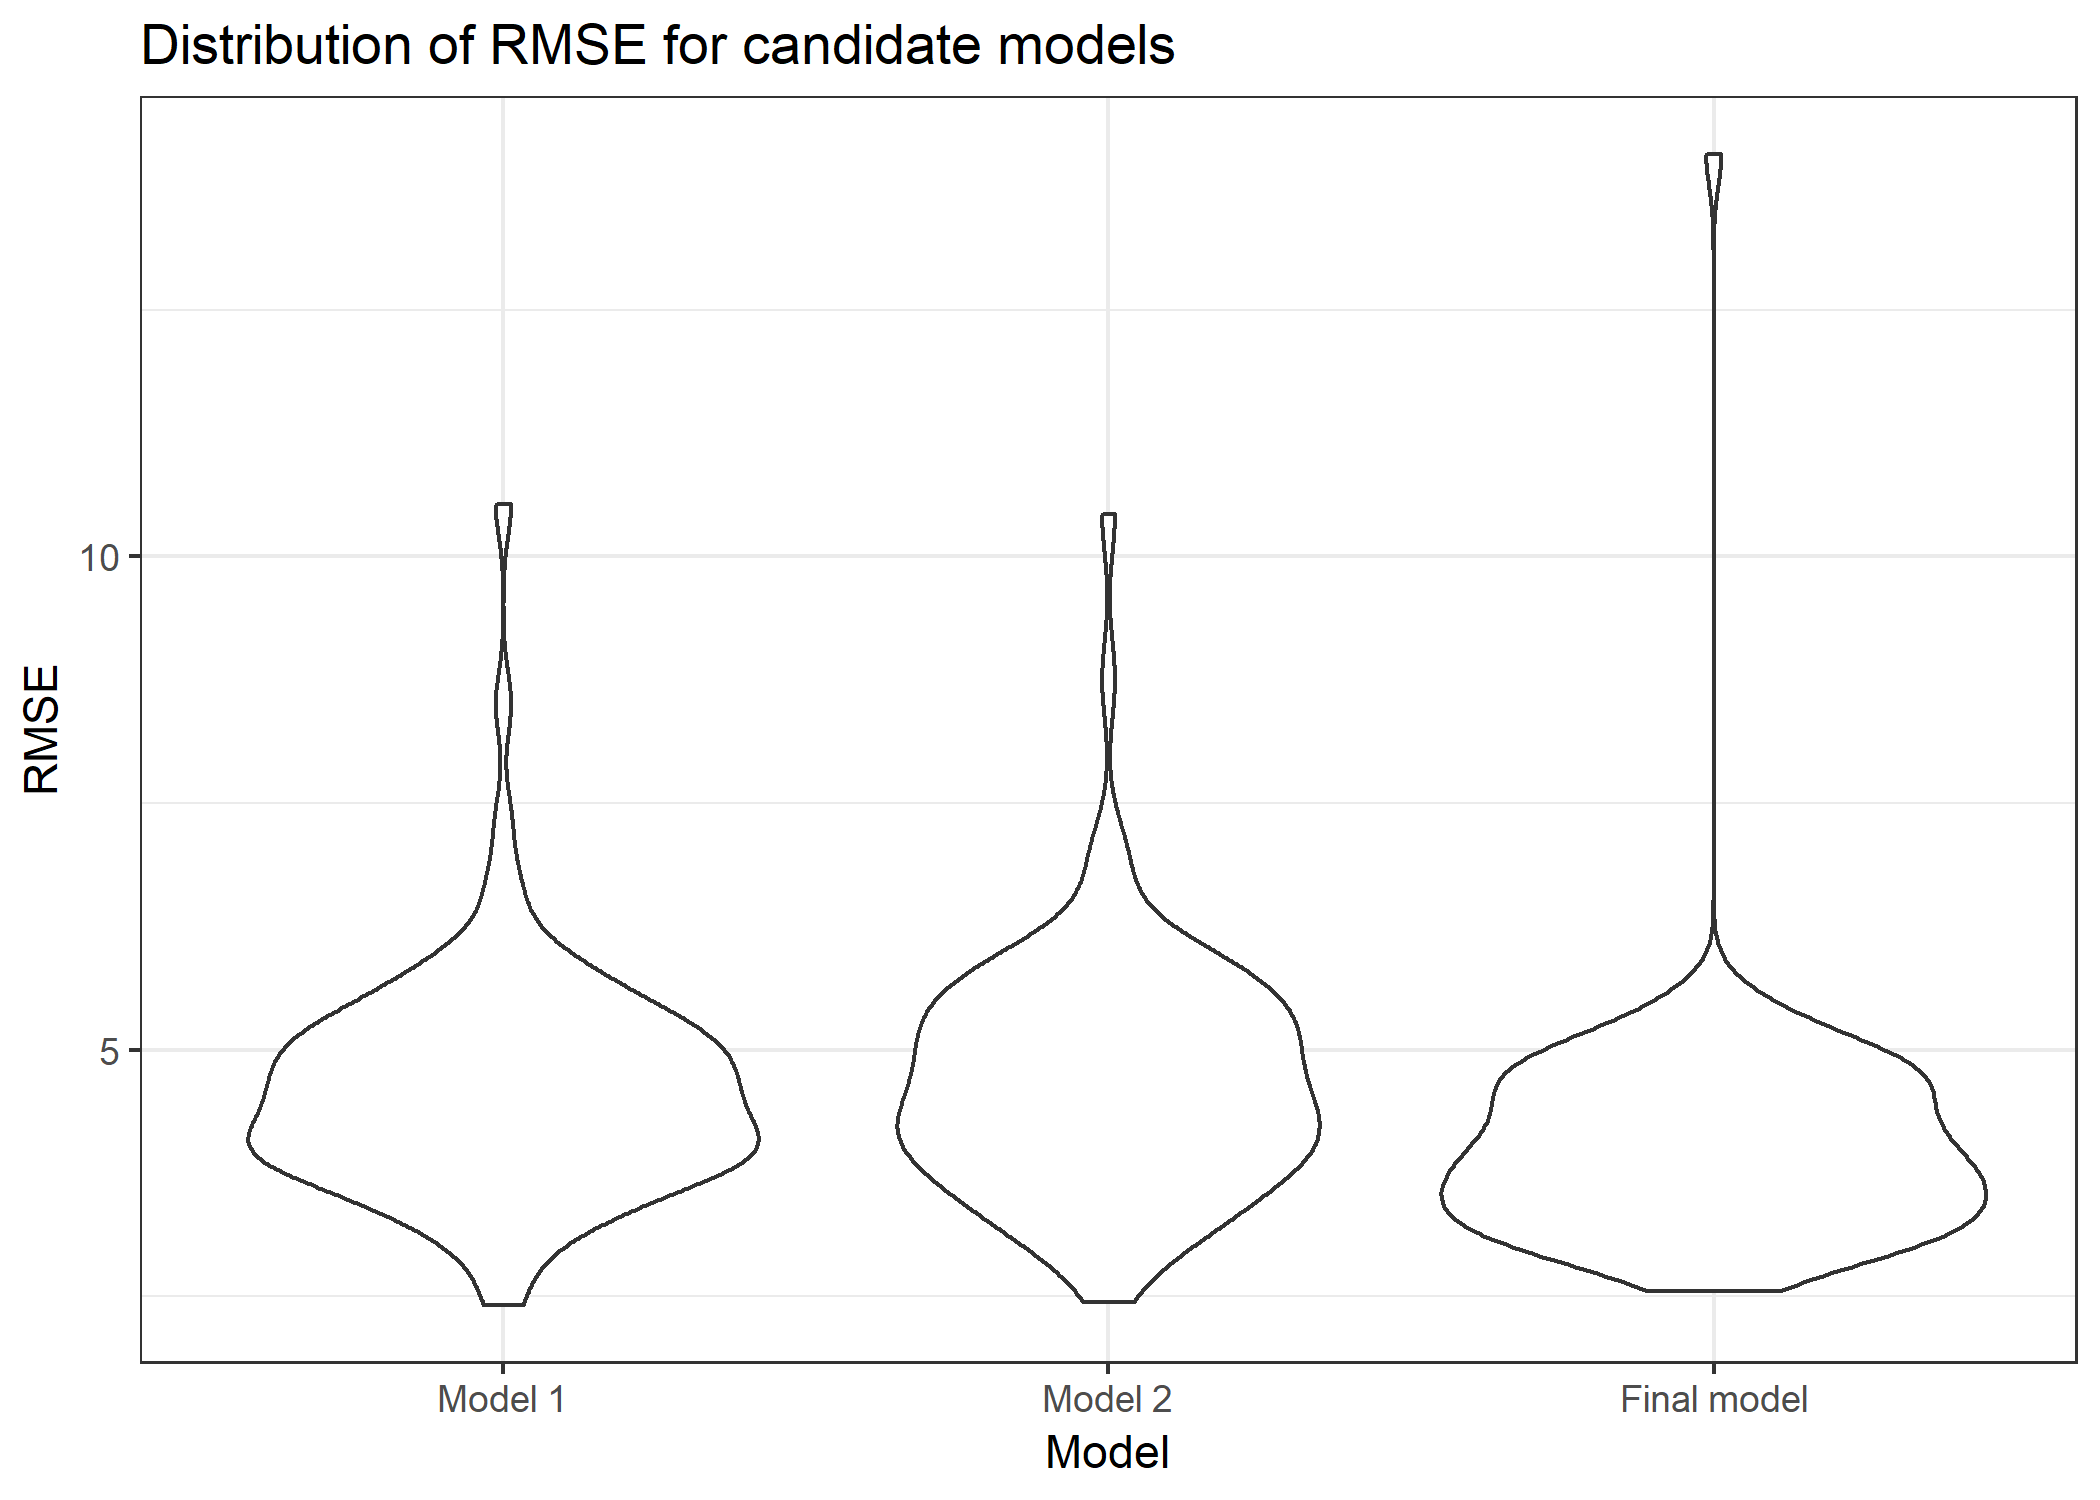 Distribution of RMSE for candidate models
RMSE
10
5
Model 1
Model 2
Final model
Model